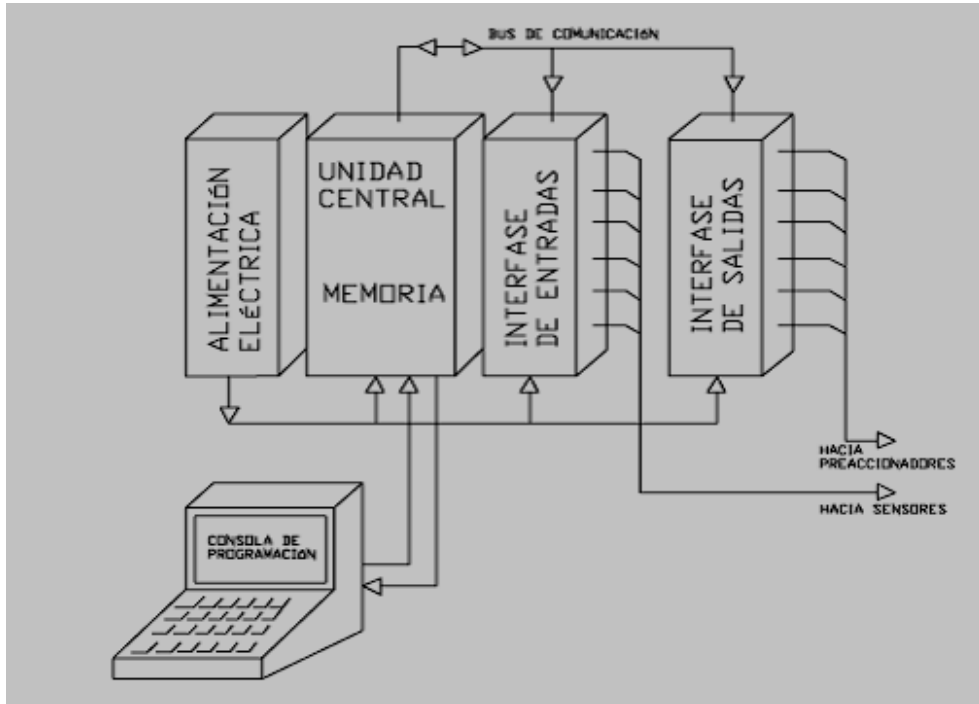 BUS DE COMUNICACIóN
ALIMENTACIóN
ELéCTRICA
UNIDAD
CENTRAL
MEMORIA
INTERFASE
DE ENTRADAS
INTERFASE
DE SALIDAS
HACIA
PREACCIONADORES
HACIA SENSORES
CONSOLA DE
PROGRAMACIóN